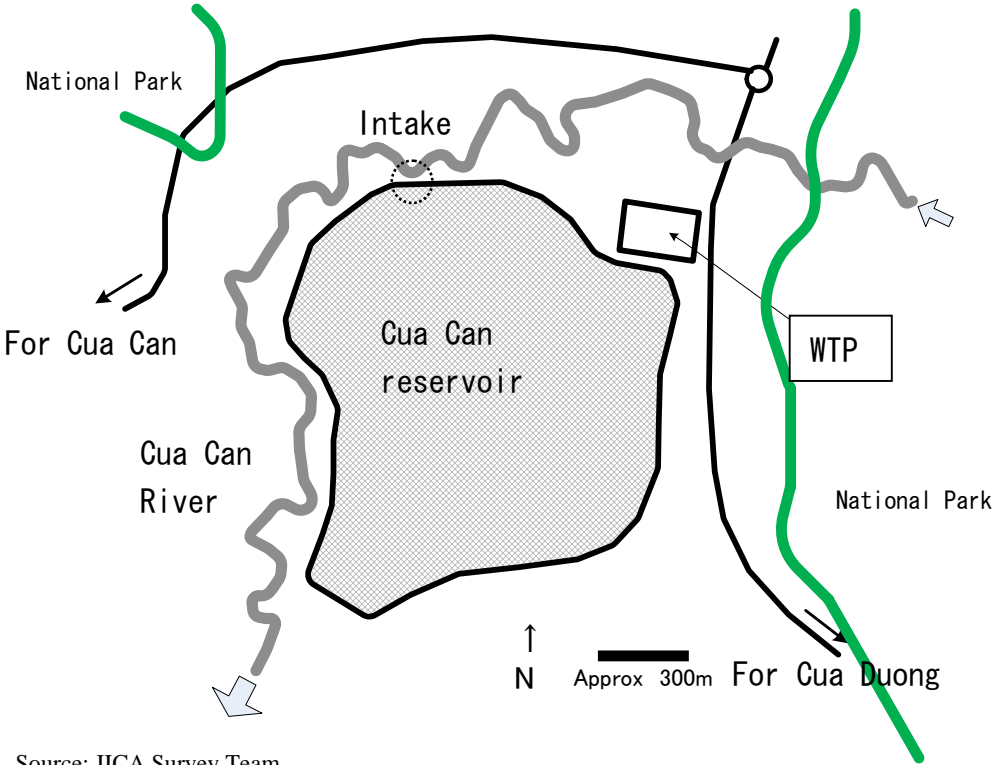 National Park
Intake
For Cua Can
Cua Can
reservoir
WTP
Cua Can
River
National Park
N
Approx 300m
For Cua Duong
Source: JICA Survey Team